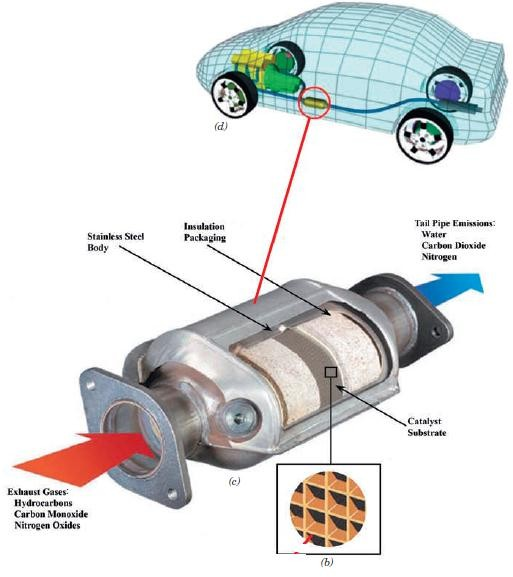 (d)
Insulation
Packaging
Stainless Steel
Body
Tail Pipe Emissions:
Water
Carbon Dioxide
Nitrogen
Catalyst
Substrate
Exhaust Gases:
Hydrocarbons
Carbon Monoxide
Nitrogen Oxides
(c)
(b)